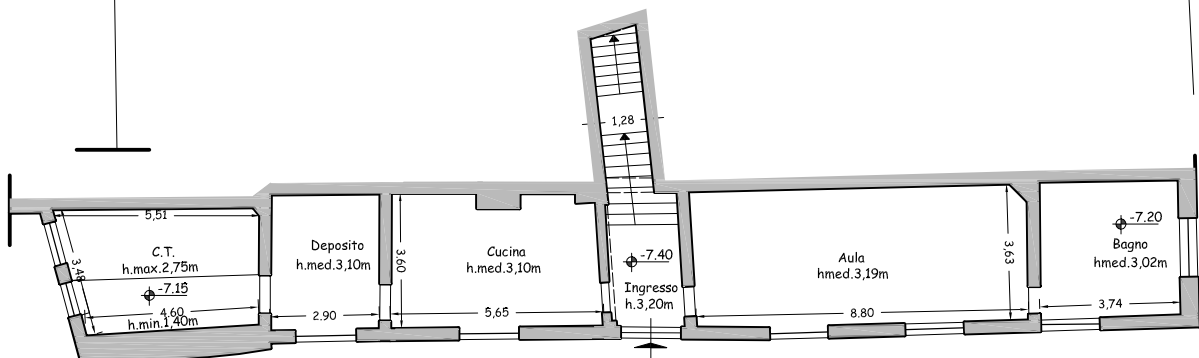 1,28
5,51
C.T.
h.max.2,75m
3,48
-7.15
4.60
h.min.1,40m
Deposito
h.med.3,10m
2.90
3.60
Cucina
h.med.3,10m
5,65
-7.40
Ingresso
h.3,20m
Aula
hmed.3,19m
8.80
3,63
-7.20
Bagno
hmed.3,02m
3,74